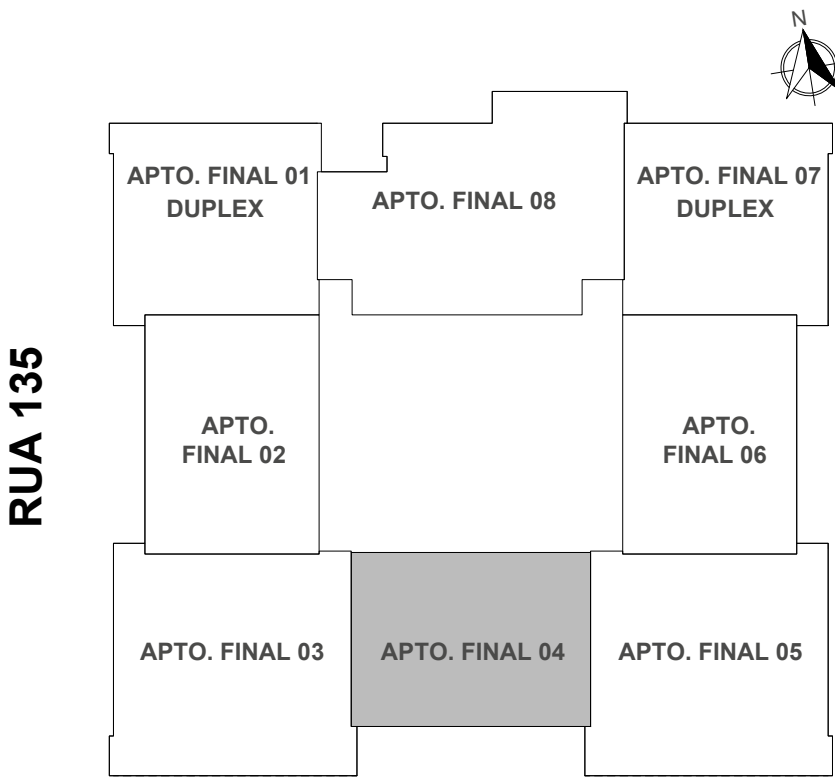 N
APTO. FINAL 01
DUPLEX
APTO. FINAL 08
APTO. FINAL 07
DUPLEX
RUA 135
APTO.
FINAL 02
APTO.
FINAL 06
APTO. FINAL 03
APTO. FINAL 04
APTO. FINAL 05